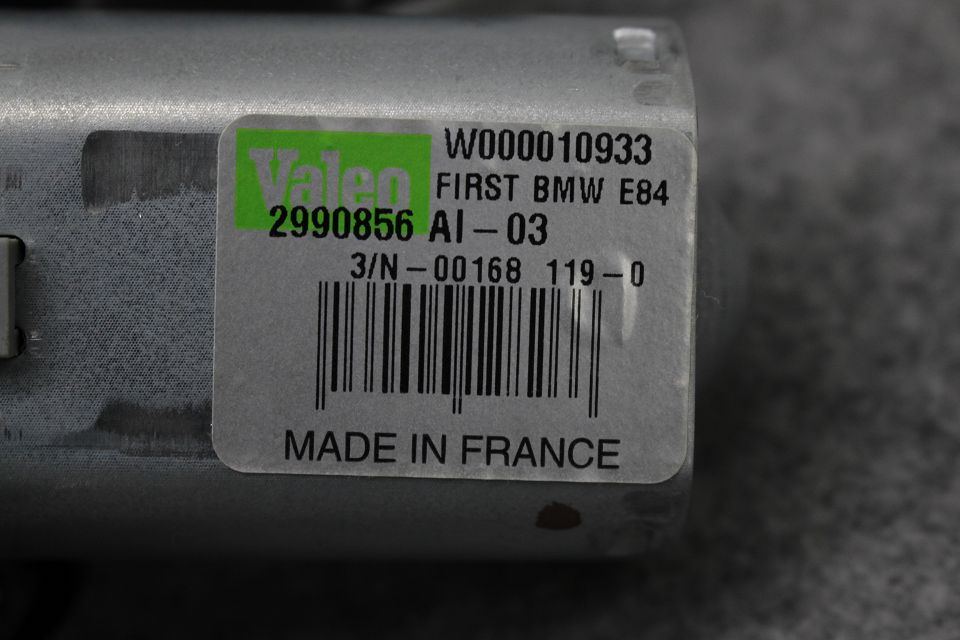 Valeo
W000010933
FIRST BMW E84
2990856 AI-03
3/N-00168 119-0
MADE IN FRANCE